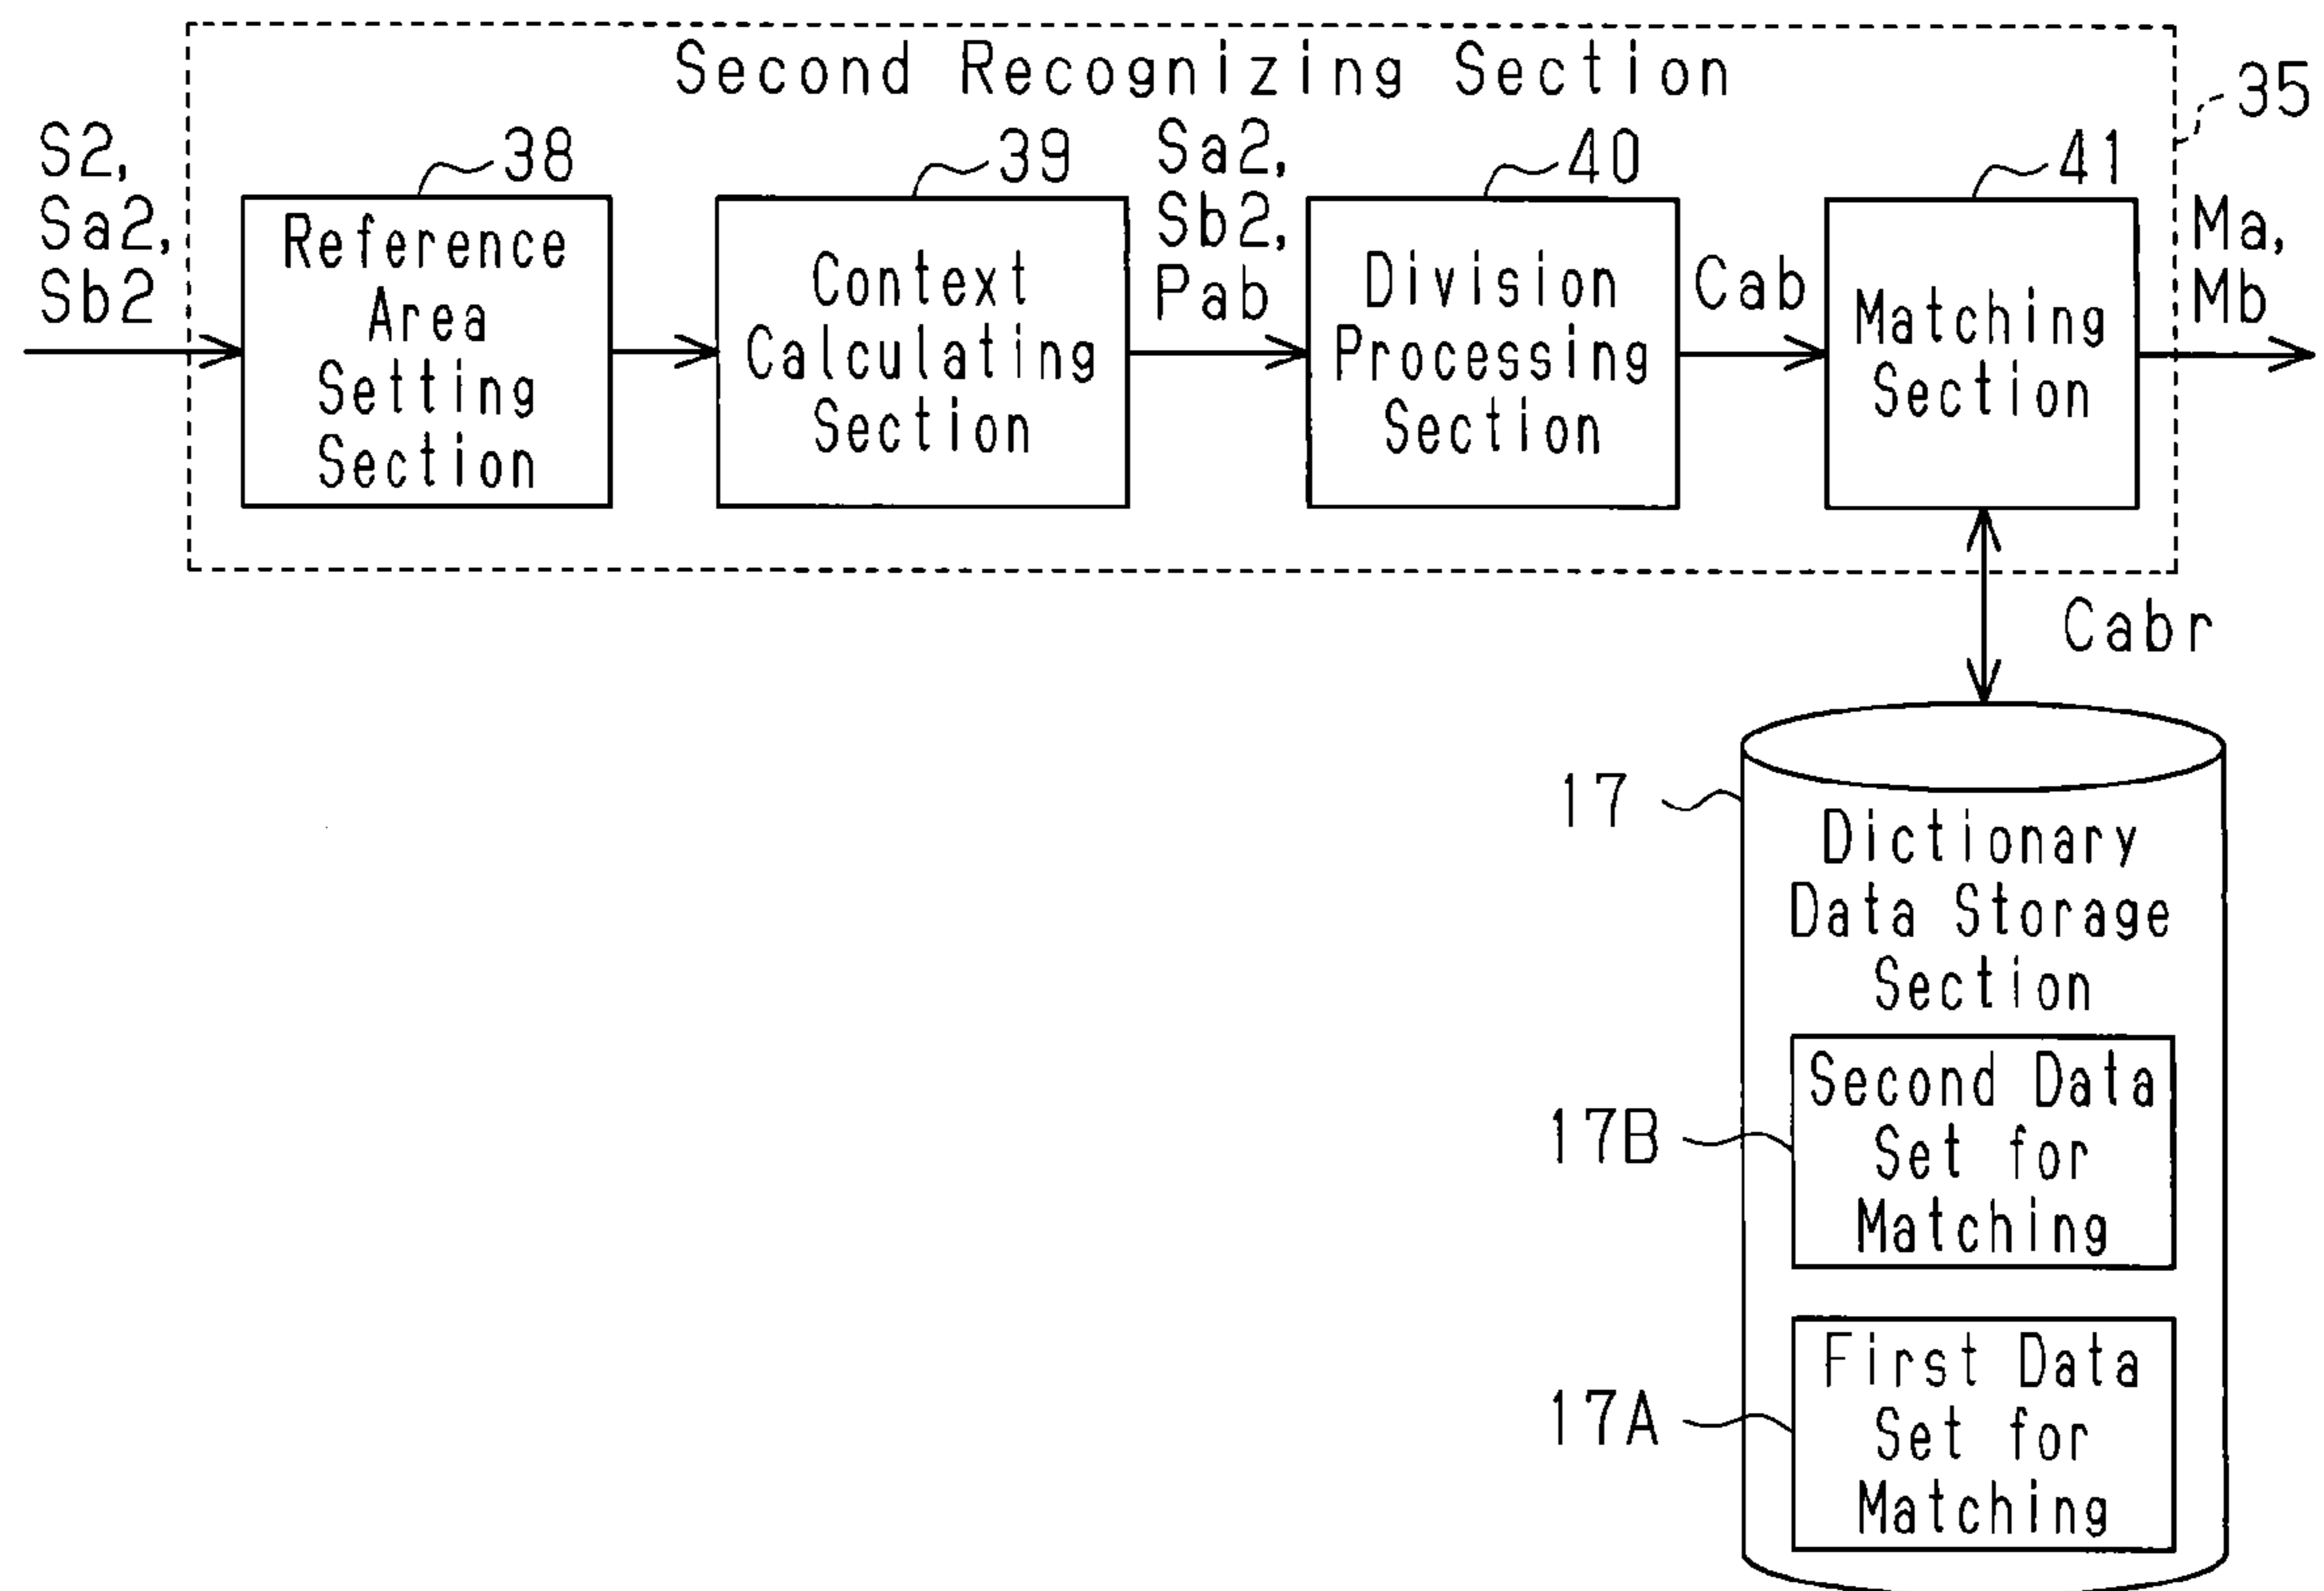 Second Recognizing Section
35
S2,
Sa2,
Sb2
38
Reference
Area
Setting
Section
39
Context
Calculating
Section
Sa2,
Sb2,
Pab
40
Division
Processing
Section
Cab
41
Matching
Section
Ma,
Mb
Cabr
17
Dictionary
Data Storage
Section
17B
Second Data
Set for
Matching
17A
First Data
Set for
Matching